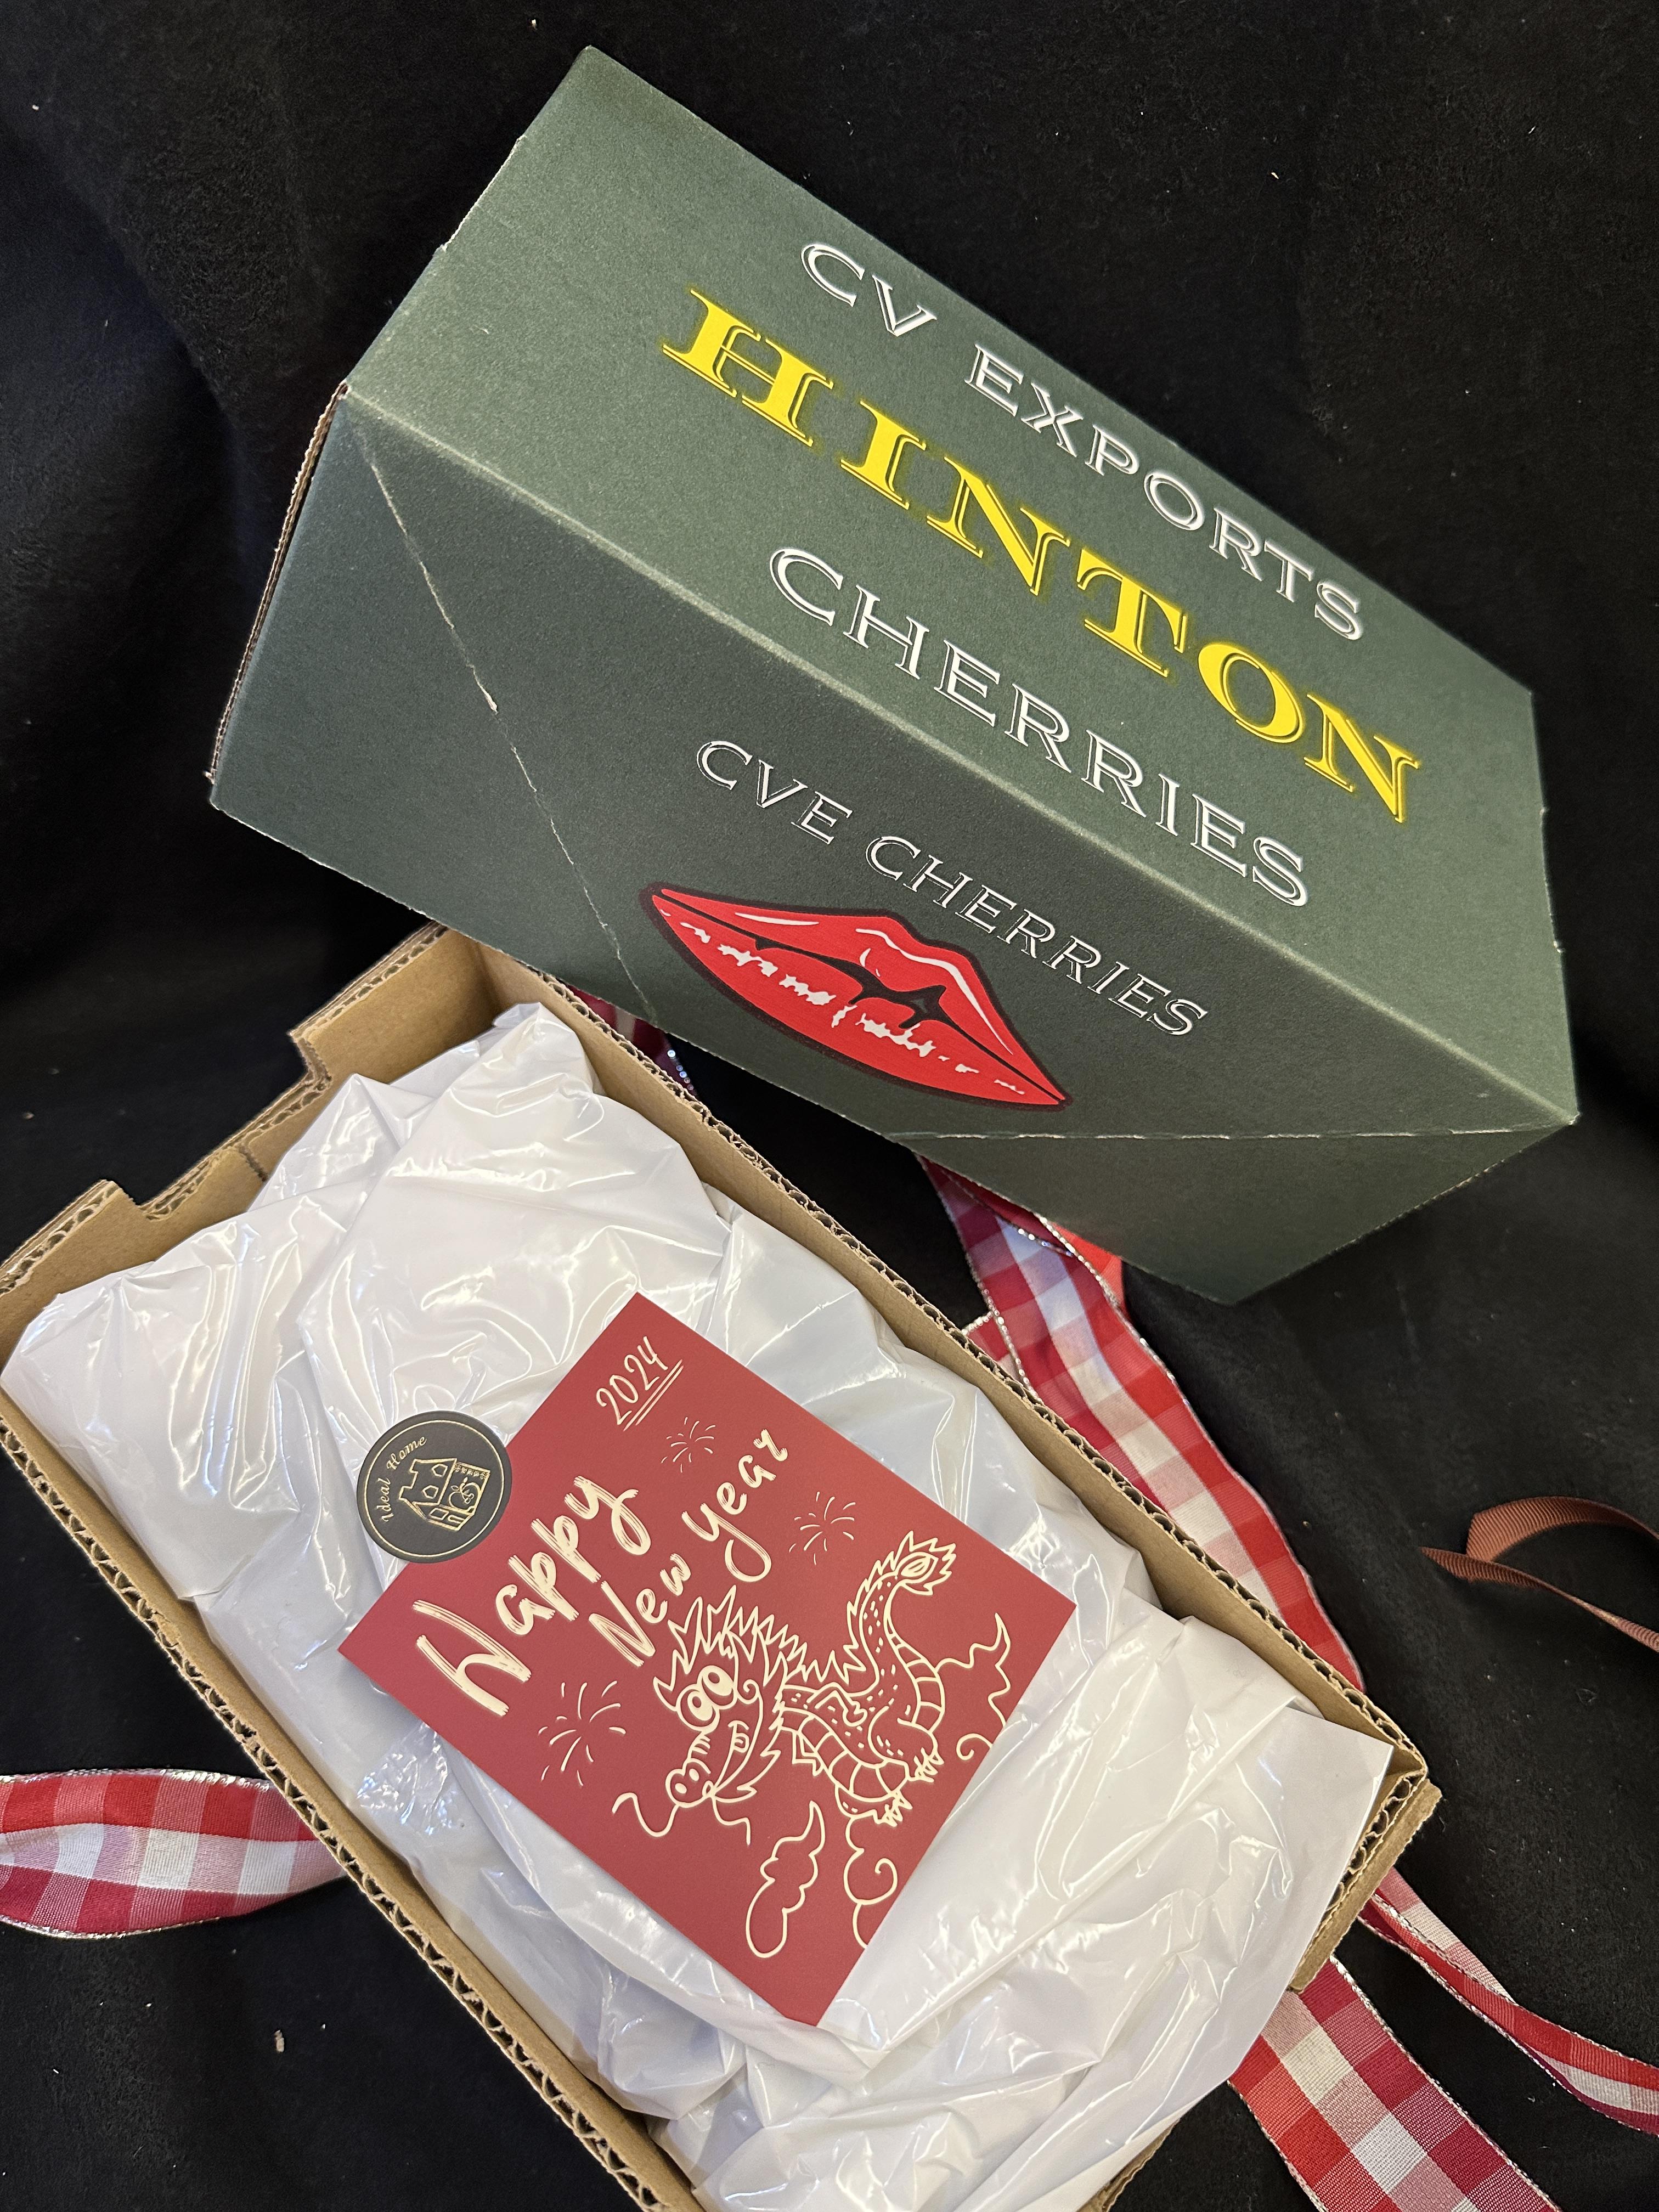 CV EXPORTS
HINTON
CHERRIES
CVE CHERRIES
2024
Happy
New Year
Ideal Home